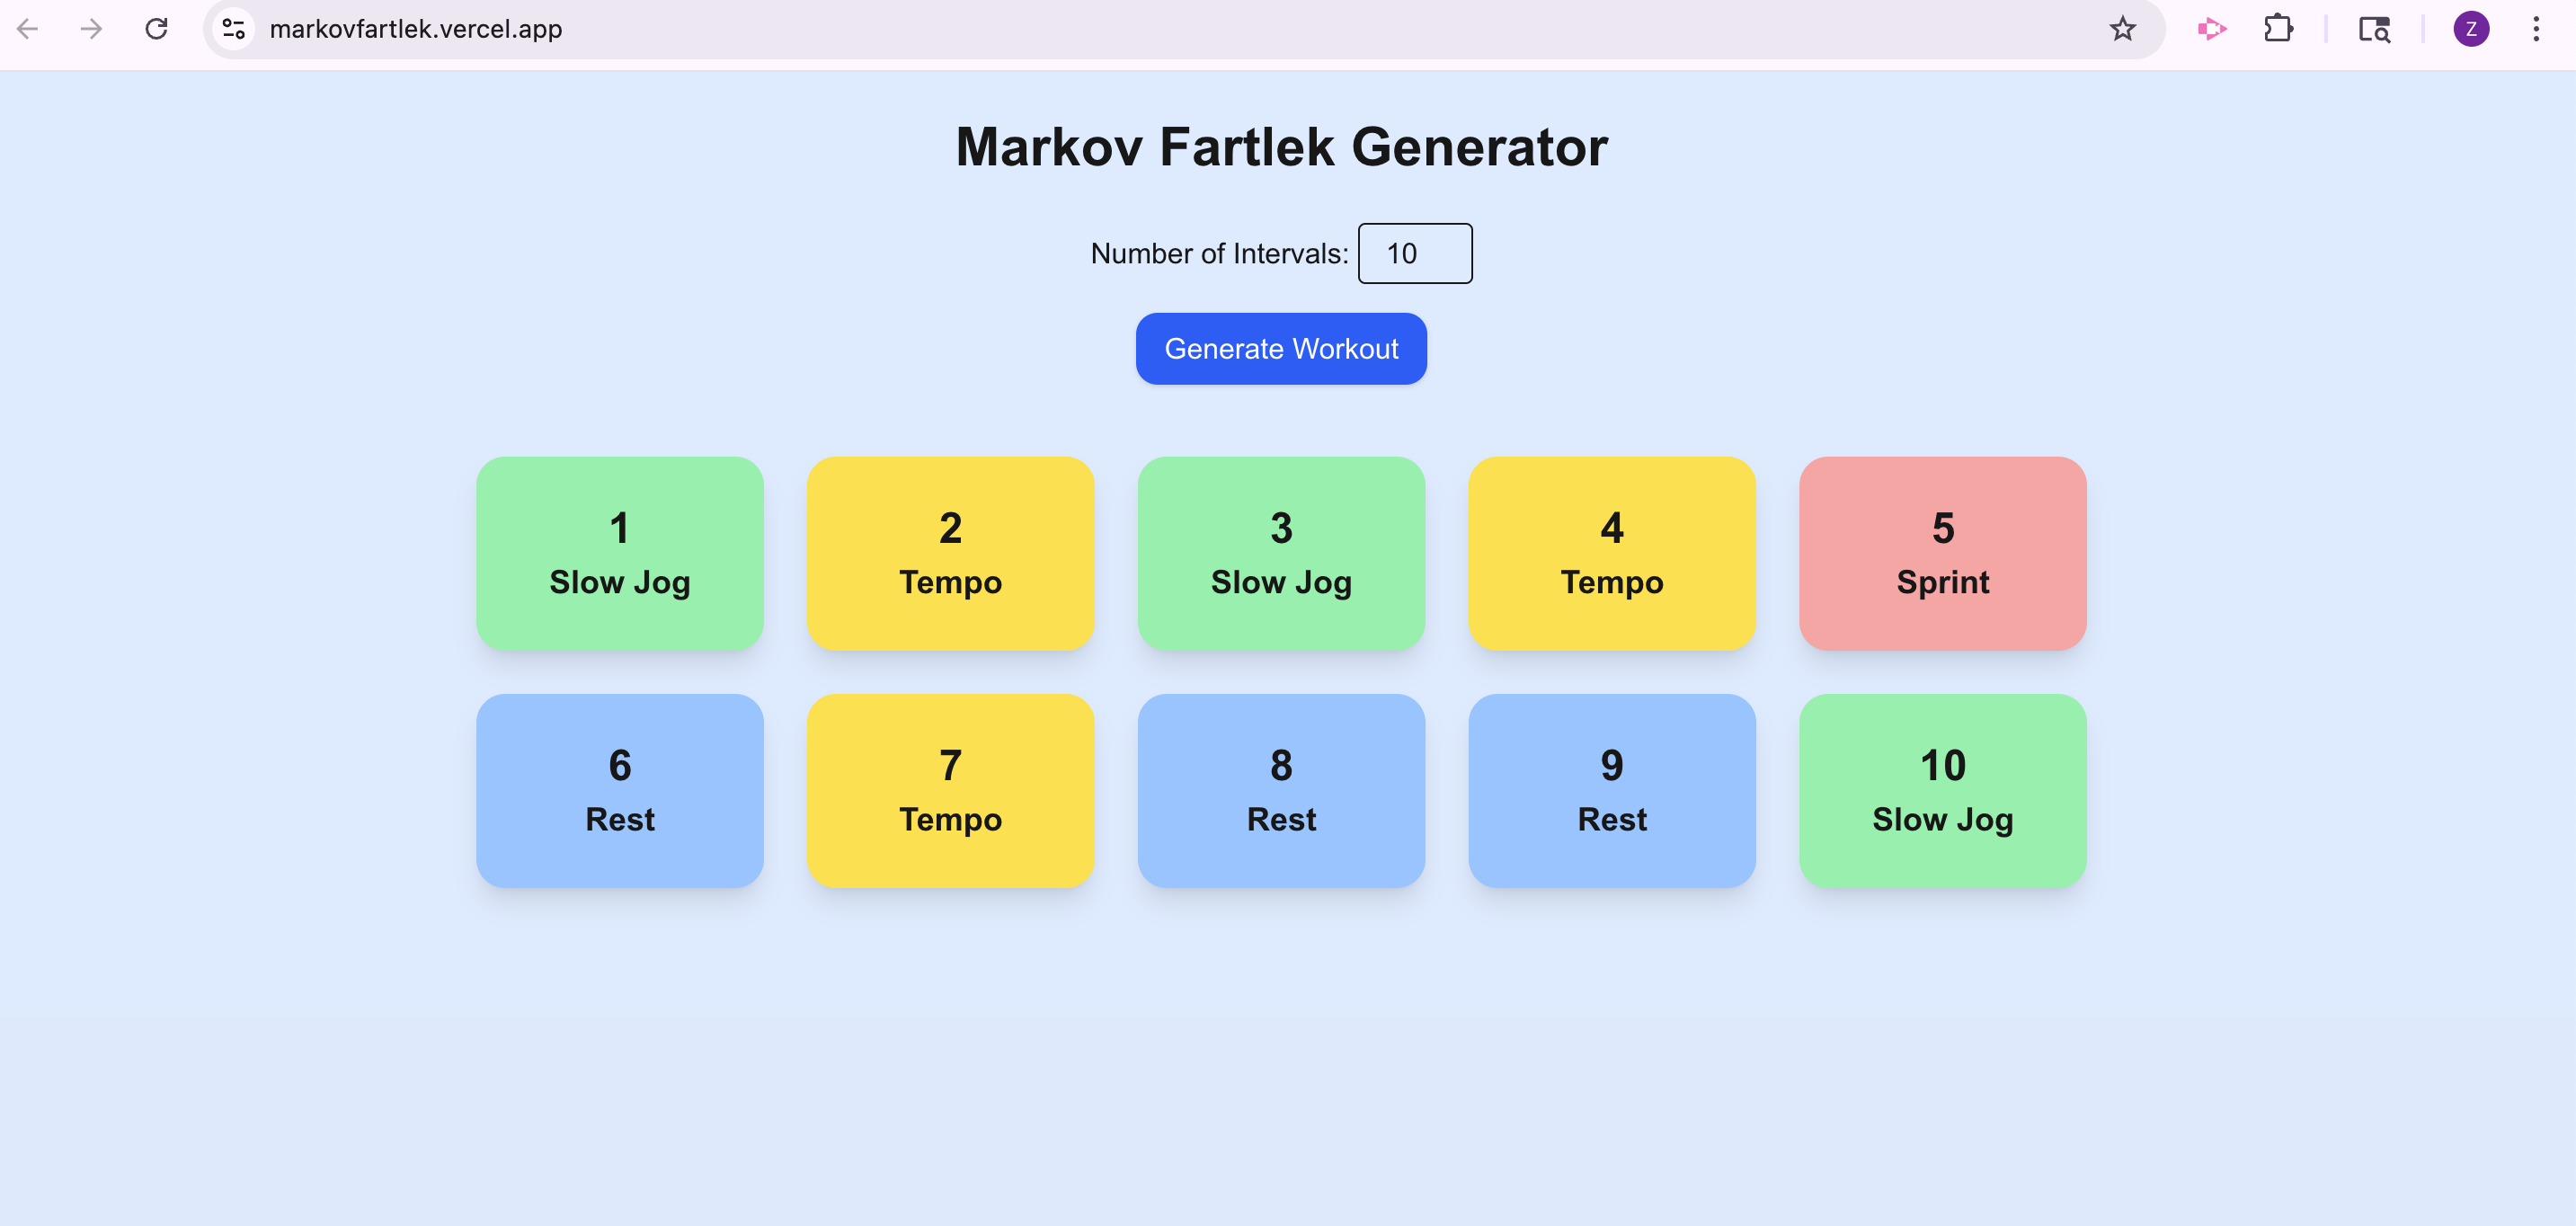 markovfartlek.vercel.app
Z
Markov Fartlek Generator
Number of Intervals: 10
Generate Workout
1
Slow Jog
2
Tempo
3
Slow Jog
4
Tempo
5
Sprint
6
Rest
7
Tempo
8
Rest
9
Rest
10
Slow Jog